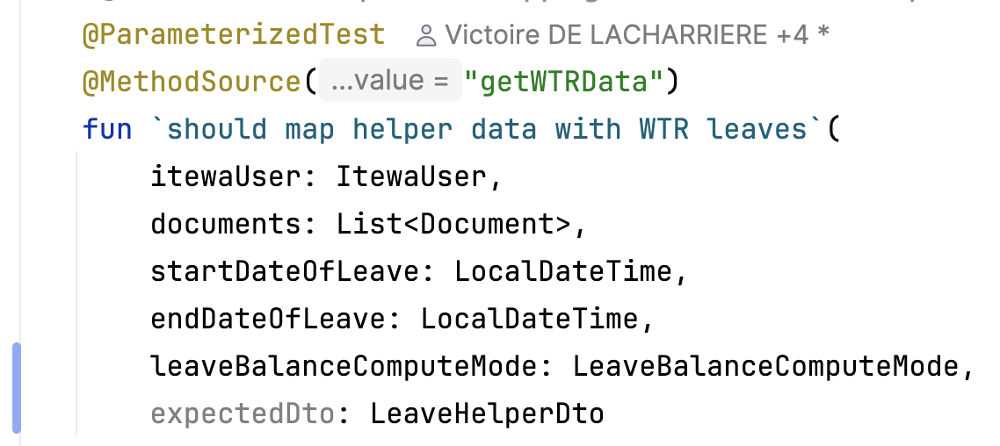 @ParameterizedTest Victoire DE LACHARRIERE +4 *
@MethodSource( ...value = "getWTRData")
fun `should map helper data with WTR leaves`(
itewaUser: ItewaUser,
documents: List<Document>,
startDateOfLeave: LocalDateTime,
endDateOfLeave: LocalDateTime,
leaveBalanceComputeMode: LeaveBalanceComputeMode,
expectedDto: LeaveHelperDto